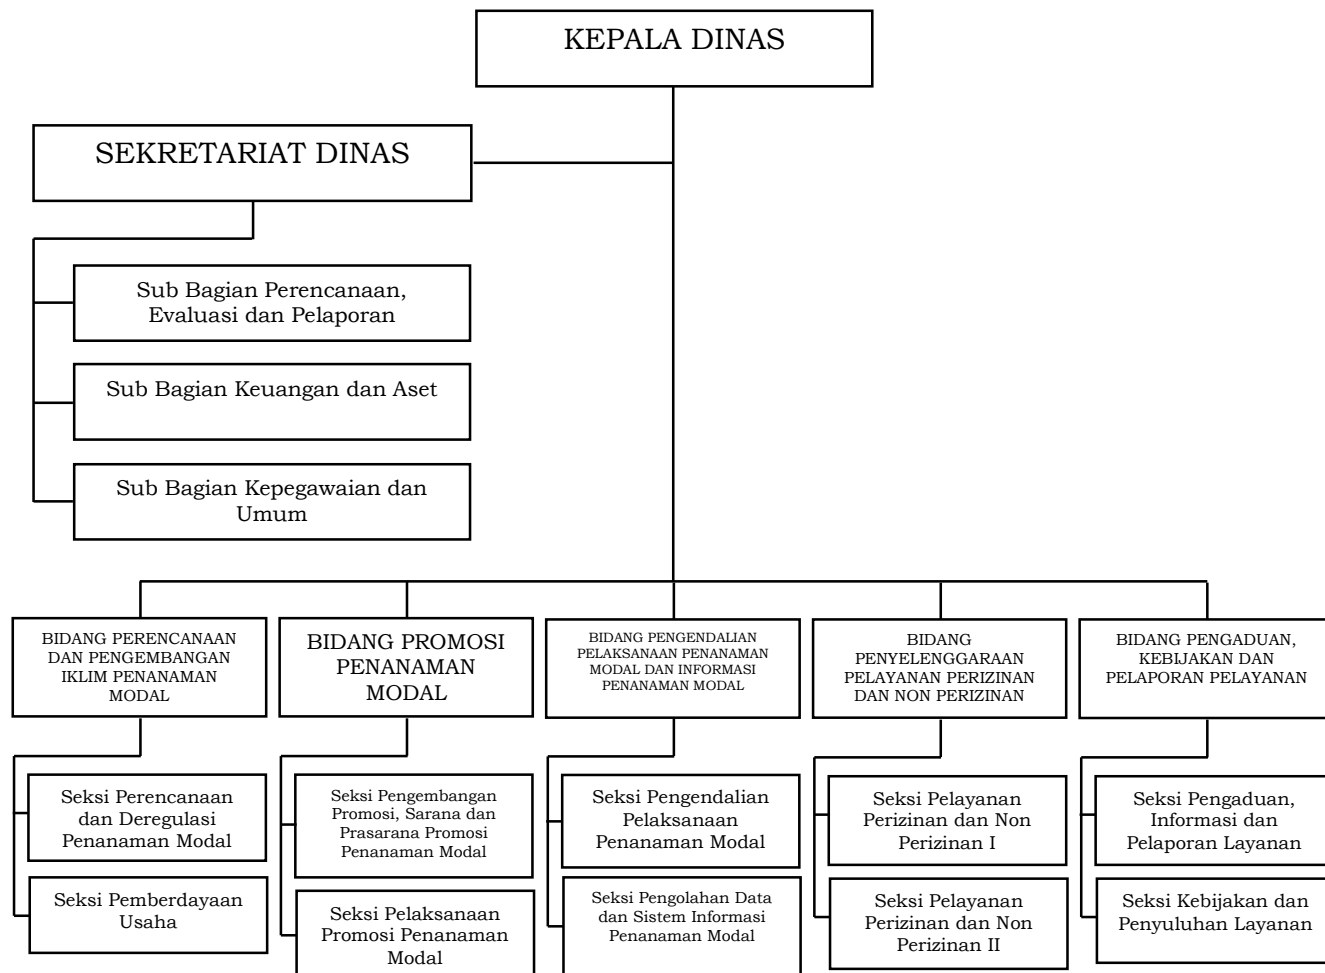 KEPALA DINAS
SEKRETARIAT DINAS
Sub Bagian Perencanaan,
Evaluasi dan Pelaporan
Sub Bagian Keuangan dan Aset
Sub Bagian Kepegawaian dan
Umum
BIDANG PERENCANAAN
DAN PENGEMBANGAN
IKLIM PENANAMAN
MODAL
BIDANG PROMOSI
PENANAMAN
MODAL
BIDANG PENGENDALIAN
PELAKSANAAN PENANAMAN
MODAL DAN INFORMASI
PENANAMAN MODAL
BIDANG
PENYELENGGARAAN
PELAYANAN PERIZINAN
DAN NON PERIZINAN
BIDANG PENGADUAN,
KEBIJAKAN DAN
PELAPORAN PELAYANAN
Seksi Perencanaan
dan Deregulasi
Penanaman Modal
Seksi Pemberdayaan
Usaha
Seksi Pengembangan
Promosi, Sarana dan
Prasarana Promosi
Penanaman Modal
Seksi Pelaksanaan
Promosi Penanaman
Modal
Seksi Pengendalian
Pelaksanaan
Penanaman Modal
Seksi Pengolahan Data
dan Sistem Informasi
Penanaman Modal
Seksi Pelayanan
Perizinan dan Non
Perizinan I
Seksi Pelayanan
Perizinan dan Non
Perizinan II
Seksi Pengaduan,
Informasi dan
Pelaporan Layanan
Seksi Kebijakan dan
Penyuluhan Layanan